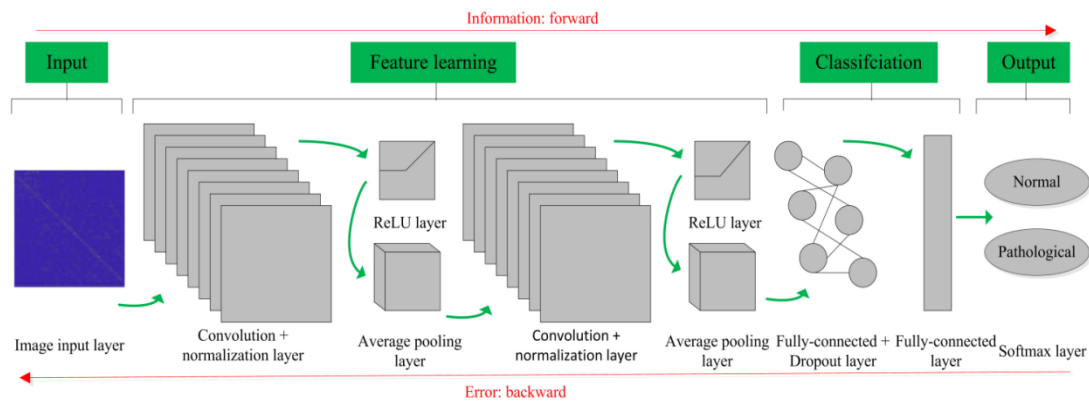 Information: forward
Input
Feature learning
Classifciation
Output
ReLU layer
ReLU layer
Normal
Pathological
Image input layer
Convolution +
normalization layer
Average pooling
layer
Convolution +
normalization layer
Average pooling
layer
Fully-connected +
Dropout layer
Fully-connected
layer
Softmax layer
Error: backward